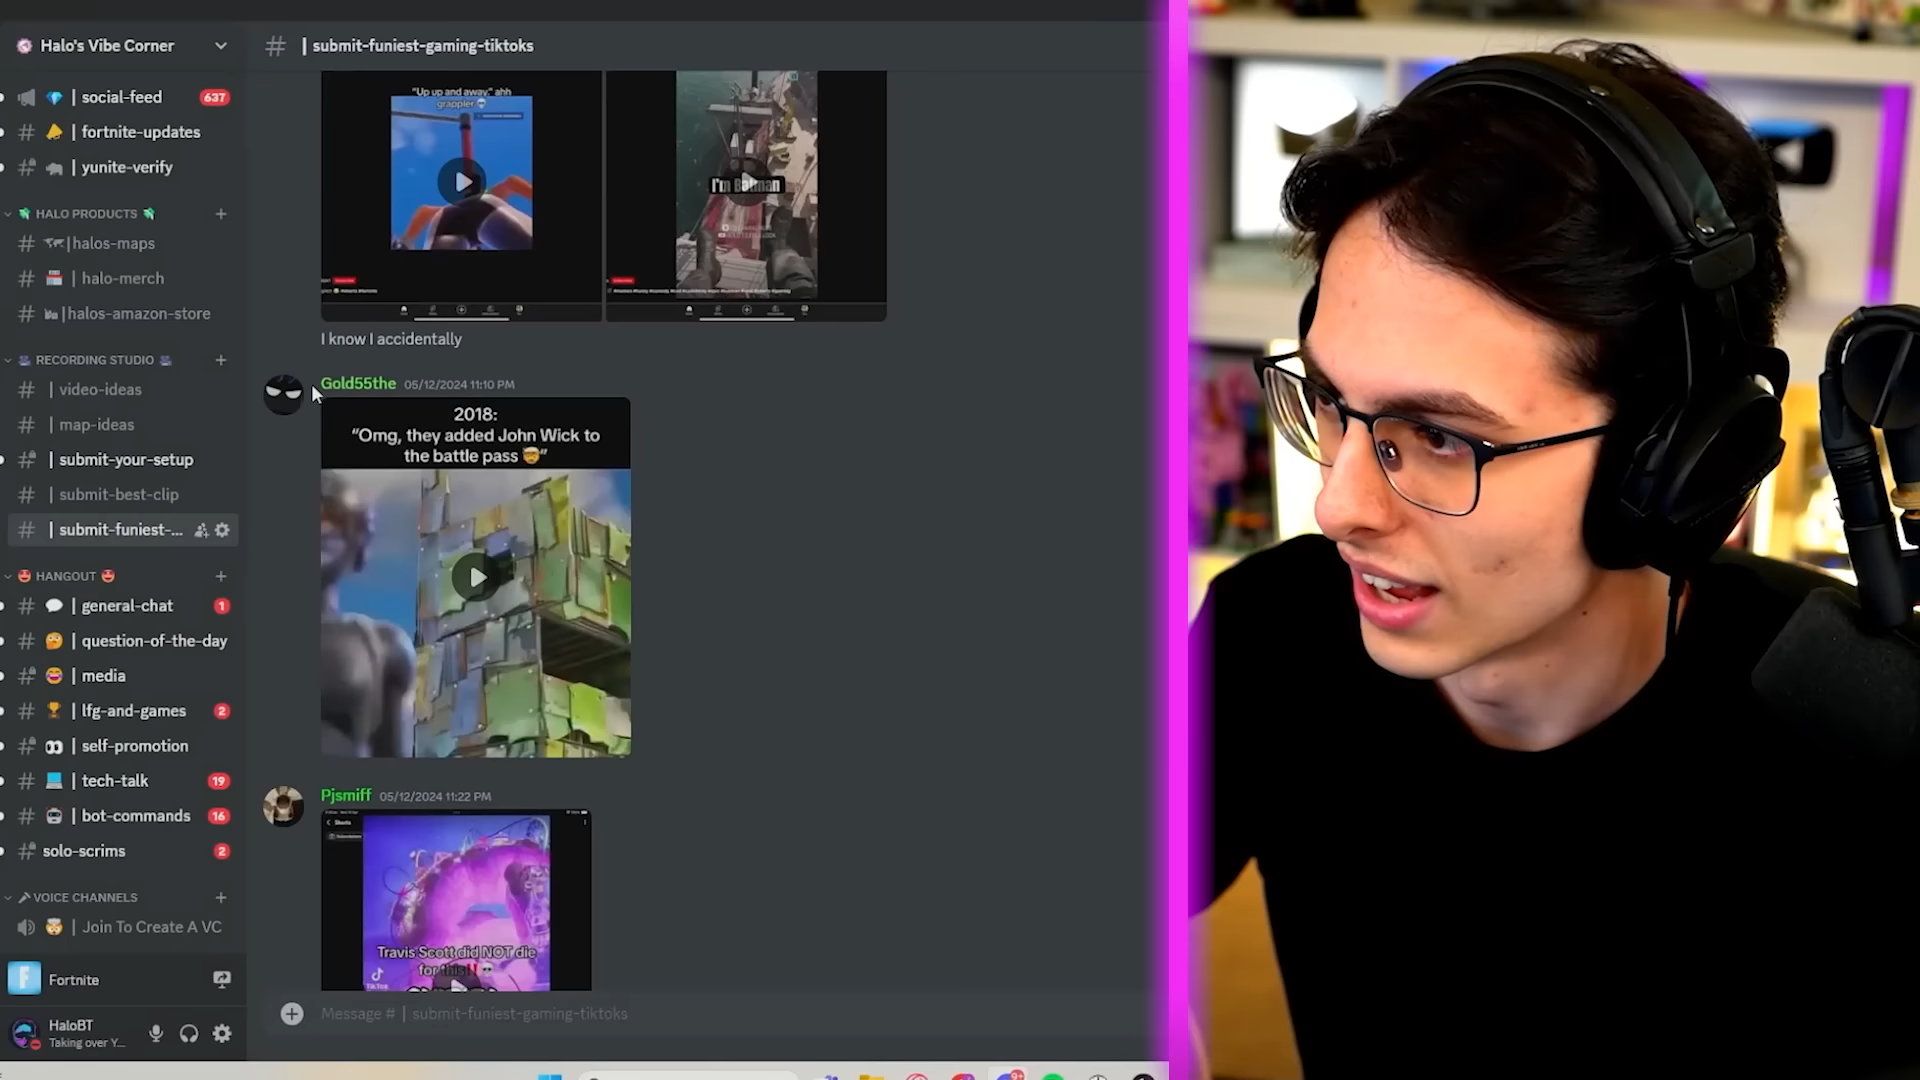 Halo's Vibe Corner
| social-feed 637
# | fortnite-updates
# | yunite-verify
HALO PRODUCTS +
# |halos-maps
# | halo-merch
# |halos-amazon-store
RECORDING STUDIO +
# | video-ideas
# | map-ideas
# | submit-your-setup
# | submit-best-clip
# | submit-funiest-...
HANGOUT +
# | general-chat 1
# | question-of-the-day
# | media
# | lfg-and-games 2
# | self-promotion
# | tech-talk 19
# | bot-commands 16
# solo-scrims 2
VOICE CHANNELS +
| Join To Create A VC
F Fortnite
HaloBT
Taking over Y...
# | submit-funiest-gaming-tiktoks
"Up up and away." ahh
grappler
I'm Batman
I know I accidentally
Gold55the 05/12/2024 11:10 PM
2018:
"Omg, they added John Wick to
the battle pass 🤯"
Pjsmiff 05/12/2024 11:22 PM
Shorts
Travis Scott did NOT die
for this!!
TikTok
+ Message # | submit-funiest-gaming-tiktoks
9+